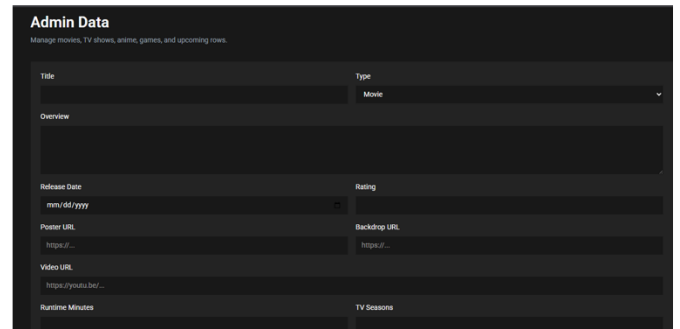 Admin Data
Manage movies, TV shows, anime, games, and upcoming rows.
Title Type
Movie
Overview
Release Date Rating
mm/dd/yyyy
Poster URL Backdrop URL
https://... https://...
Video URL
https://youtu.be/...
Runtime Minutes TV Seasons